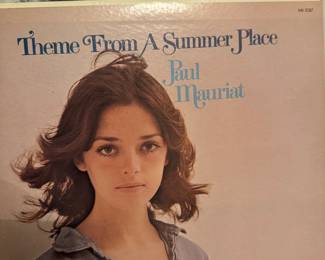 Theme From A Summer Place
Paul
Mauriat